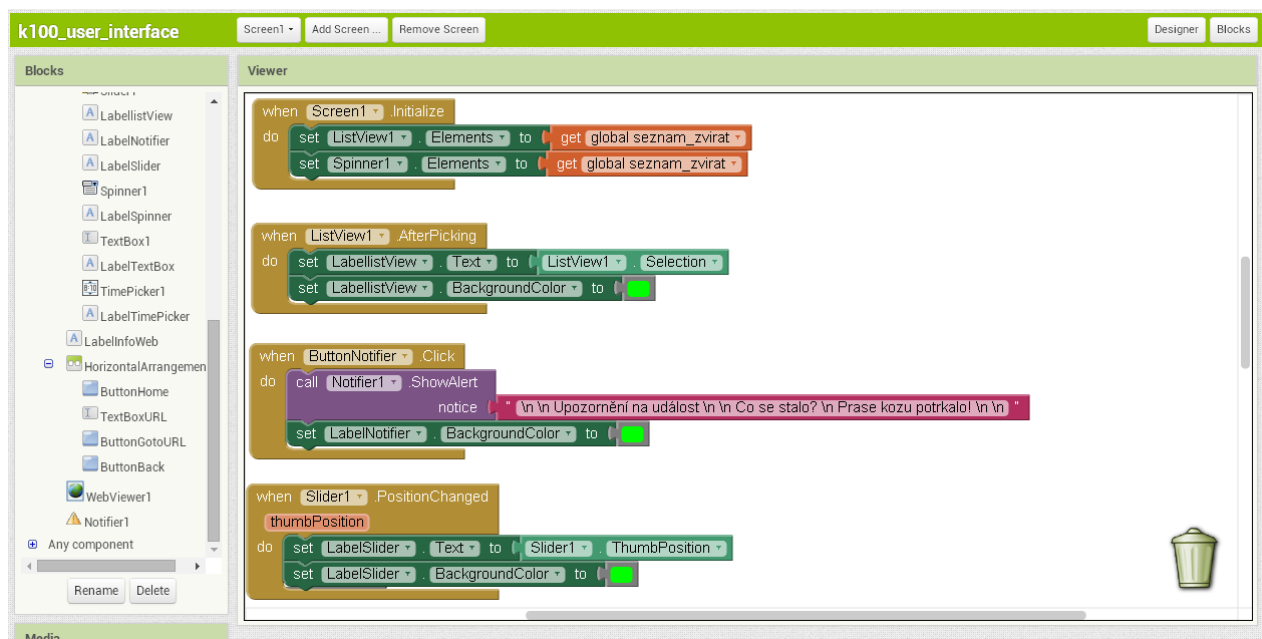 k100_user_interface Screen1 Add Screen ... Remove Screen Designer Blocks
Blocks
LabellistView
LabelNotifier
LabelSlider
Spinner1
LabelSpinner
TextBox1
LabelTextBox
TimePicker1
LabelTimePicker
LabelInfoWeb
HorizontalArrangemen
ButtonHome
TextBoxURL
ButtonGotoURL
ButtonBack
WebViewer1
Notifier1
Any component
Rename Delete
Media
Viewer
when Screen1 .Initialize
do set ListView1 . Elements to get global seznam_zvirat
set Spinner1 . Elements to get global seznam_zvirat
when ListView1 .AfterPicking
do set LabellistView . Text to ListView1 . Selection
set LabellistView . BackgroundColor to
when ButtonNotifier .Click
do call Notifier1 .ShowAlert
notice " \n \n Upozornění na událost \n \n Co se stalo? \n Prase kozu potrkalo! \n \n "
set LabelNotifier . BackgroundColor to
when Slider1 .PositionChanged
thumbPosition
do set LabelSlider . Text to Slider1 . ThumbPosition
set LabelSlider . BackgroundColor to